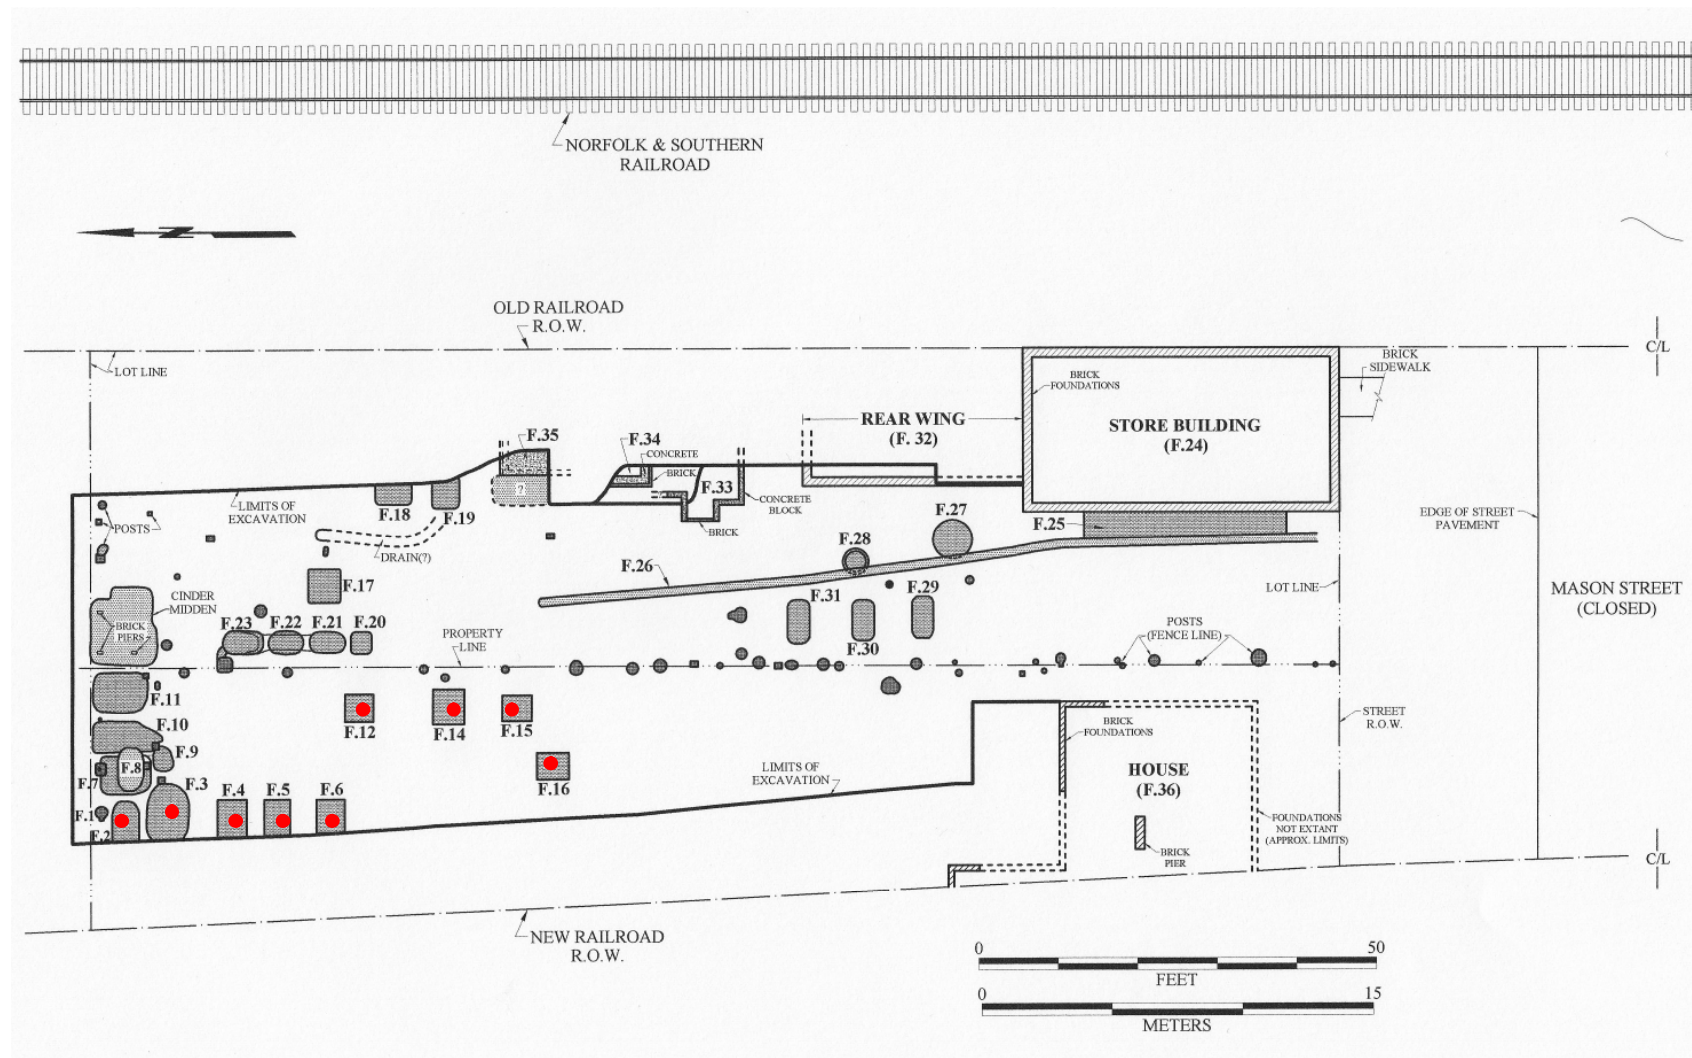 NORFOLK & SOUTHERN
RAILROAD
N
OLD RAILROAD
R.O.W.
LOT LINE
C/L
BRICK
SIDEWALK
BRICK
FOUNDATIONS
STORE BUILDING
(F.24)
REAR WING
(F. 32)
F.35
F.34
CONCRETE
BRICK
F.33
CONCRETE
BLOCK
BRICK
?
LIMITS OF
EXCAVATION
F.18
F.19
POSTS
DRAIN(?)
F.27
F.25
F.28
F.26
EDGE OF STREET
PAVEMENT
F.17
CINDER
MIDDEN
BRICK
PIERS
F.23
F.22
F.21
F.20
F.31
F.29
F.30
LOT LINE
MASON STREET
(CLOSED)
POSTS
(FENCE LINE)
PROPERTY
LINE
F.11
F.10
F.9
F.8
F.7
F.3
F.1
F.2
F.4
F.5
F.6
F.12
F.14
F.15
F.16
STREET
R.O.W.
BRICK
FOUNDATIONS
LIMITS OF
EXCAVATION
HOUSE
(F.36)
FOUNDATIONS
NOT EXTANT
(APPROX. LIMITS)
BRICK
PIER
C/L
NEW RAILROAD
R.O.W.
0 50
FEET
0 15
METERS